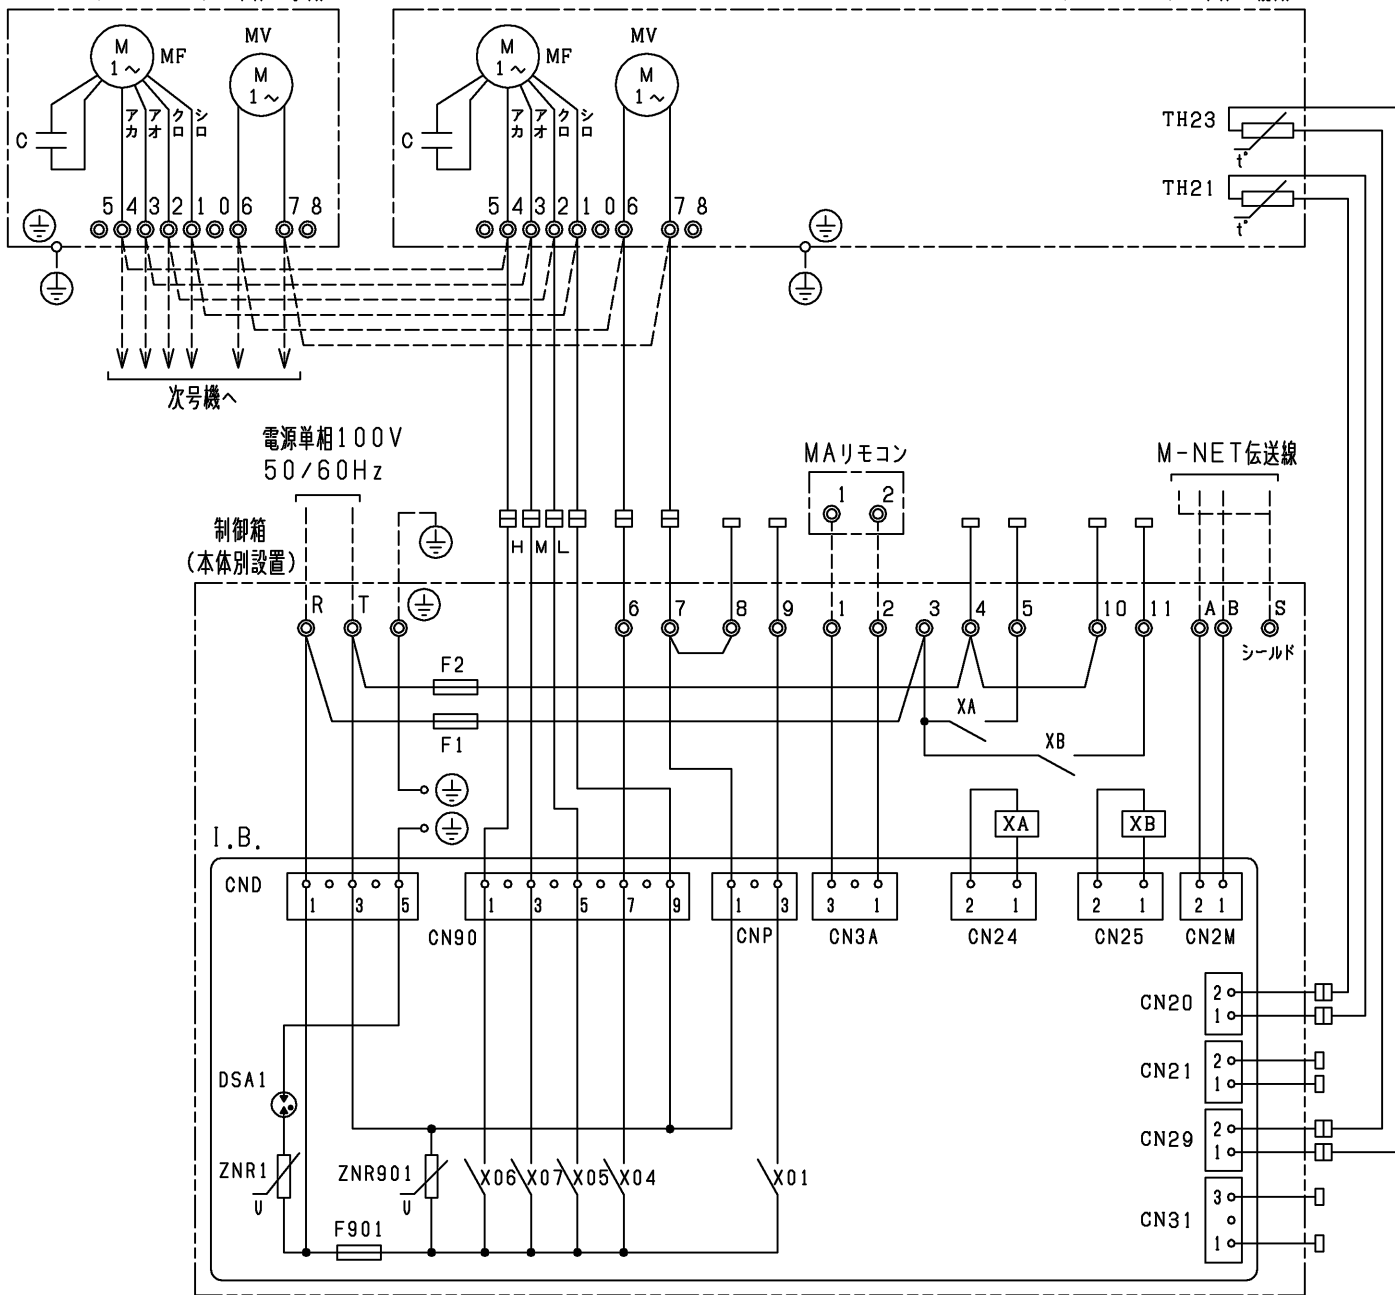 M
1~
MF
MV
M
1~
C
アカ
アオ
クロ
シロ
5 4 3 2 1 0 6 7 8
次号機へ
M
1~
MF
MV
M
1~
C
アカ
アオ
クロ
シロ
5 4 3 2 1 0 6 7 8
TH23
t°
TH21
t°
電源単相100V
50/60Hz
MAリモコン
1 2
M-NET伝送線
制御箱
(本体別設置)
H M L
R T 6 7 8 9 1 2 3 4 5 10 11 A B S
シールド
F2
F1
XA
XB
XA
XB
I.B.
CND
1 3 5
CN90
1 3 5 7 9
CNP
1 3
CN3A
3 1
CN24
2 1
CN25
2 1
CN2M
2 1
CN20
2
1
CN21
2
1
CN29
2
1
CN31
3
1
DSA1
ZNR1
U
ZNR901
U
F901
X06 X07 X05 X04 X01